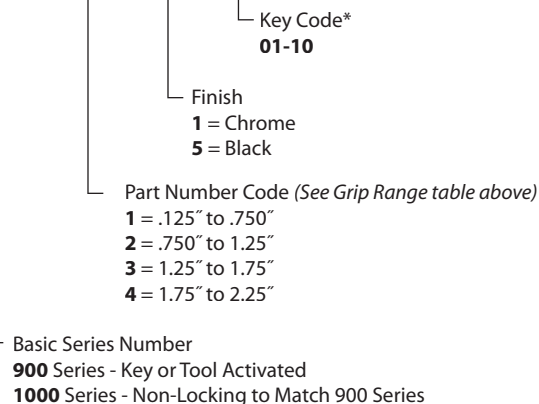 Key Code*
01-10
Finish
1 = Chrome
5 = Black
Part Number Code (See Grip Range table above)
1 = .125˝ to .750˝
2 = .750˝ to 1.25˝
3 = 1.25˝ to 1.75˝
4 = 1.75˝ to 2.25˝
Basic Series Number
900 Series - Key or Tool Activated
1000 Series - Non-Locking to Match 900 Series